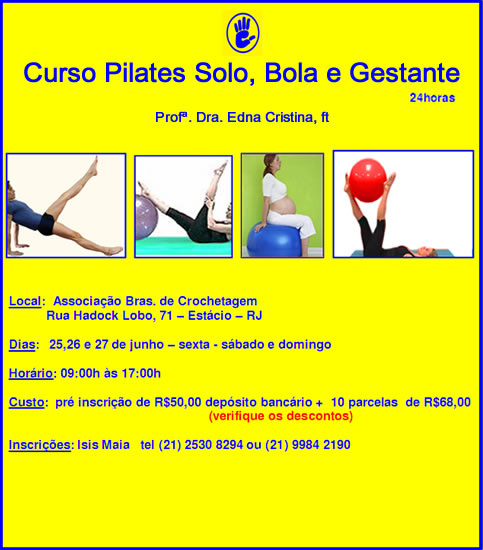 Curso Pilates Solo, Bola e Gestante
24horas
Profª. Dra. Edna Cristina, ft
Local: Associação Bras. de Crochetagem
Rua Hadock Lobo, 71 – Estácio – RJ
Dias: 25,26 e 27 de junho – sexta - sábado e domingo
Horário: 09:00h às 17:00h
Custo: pré inscrição de R$50,00 depósito bancário + 10 parcelas de R$68,00
(verifique os descontos)
Inscrições: Isis Maia tel (21) 2530 8294 ou (21) 9984 2190